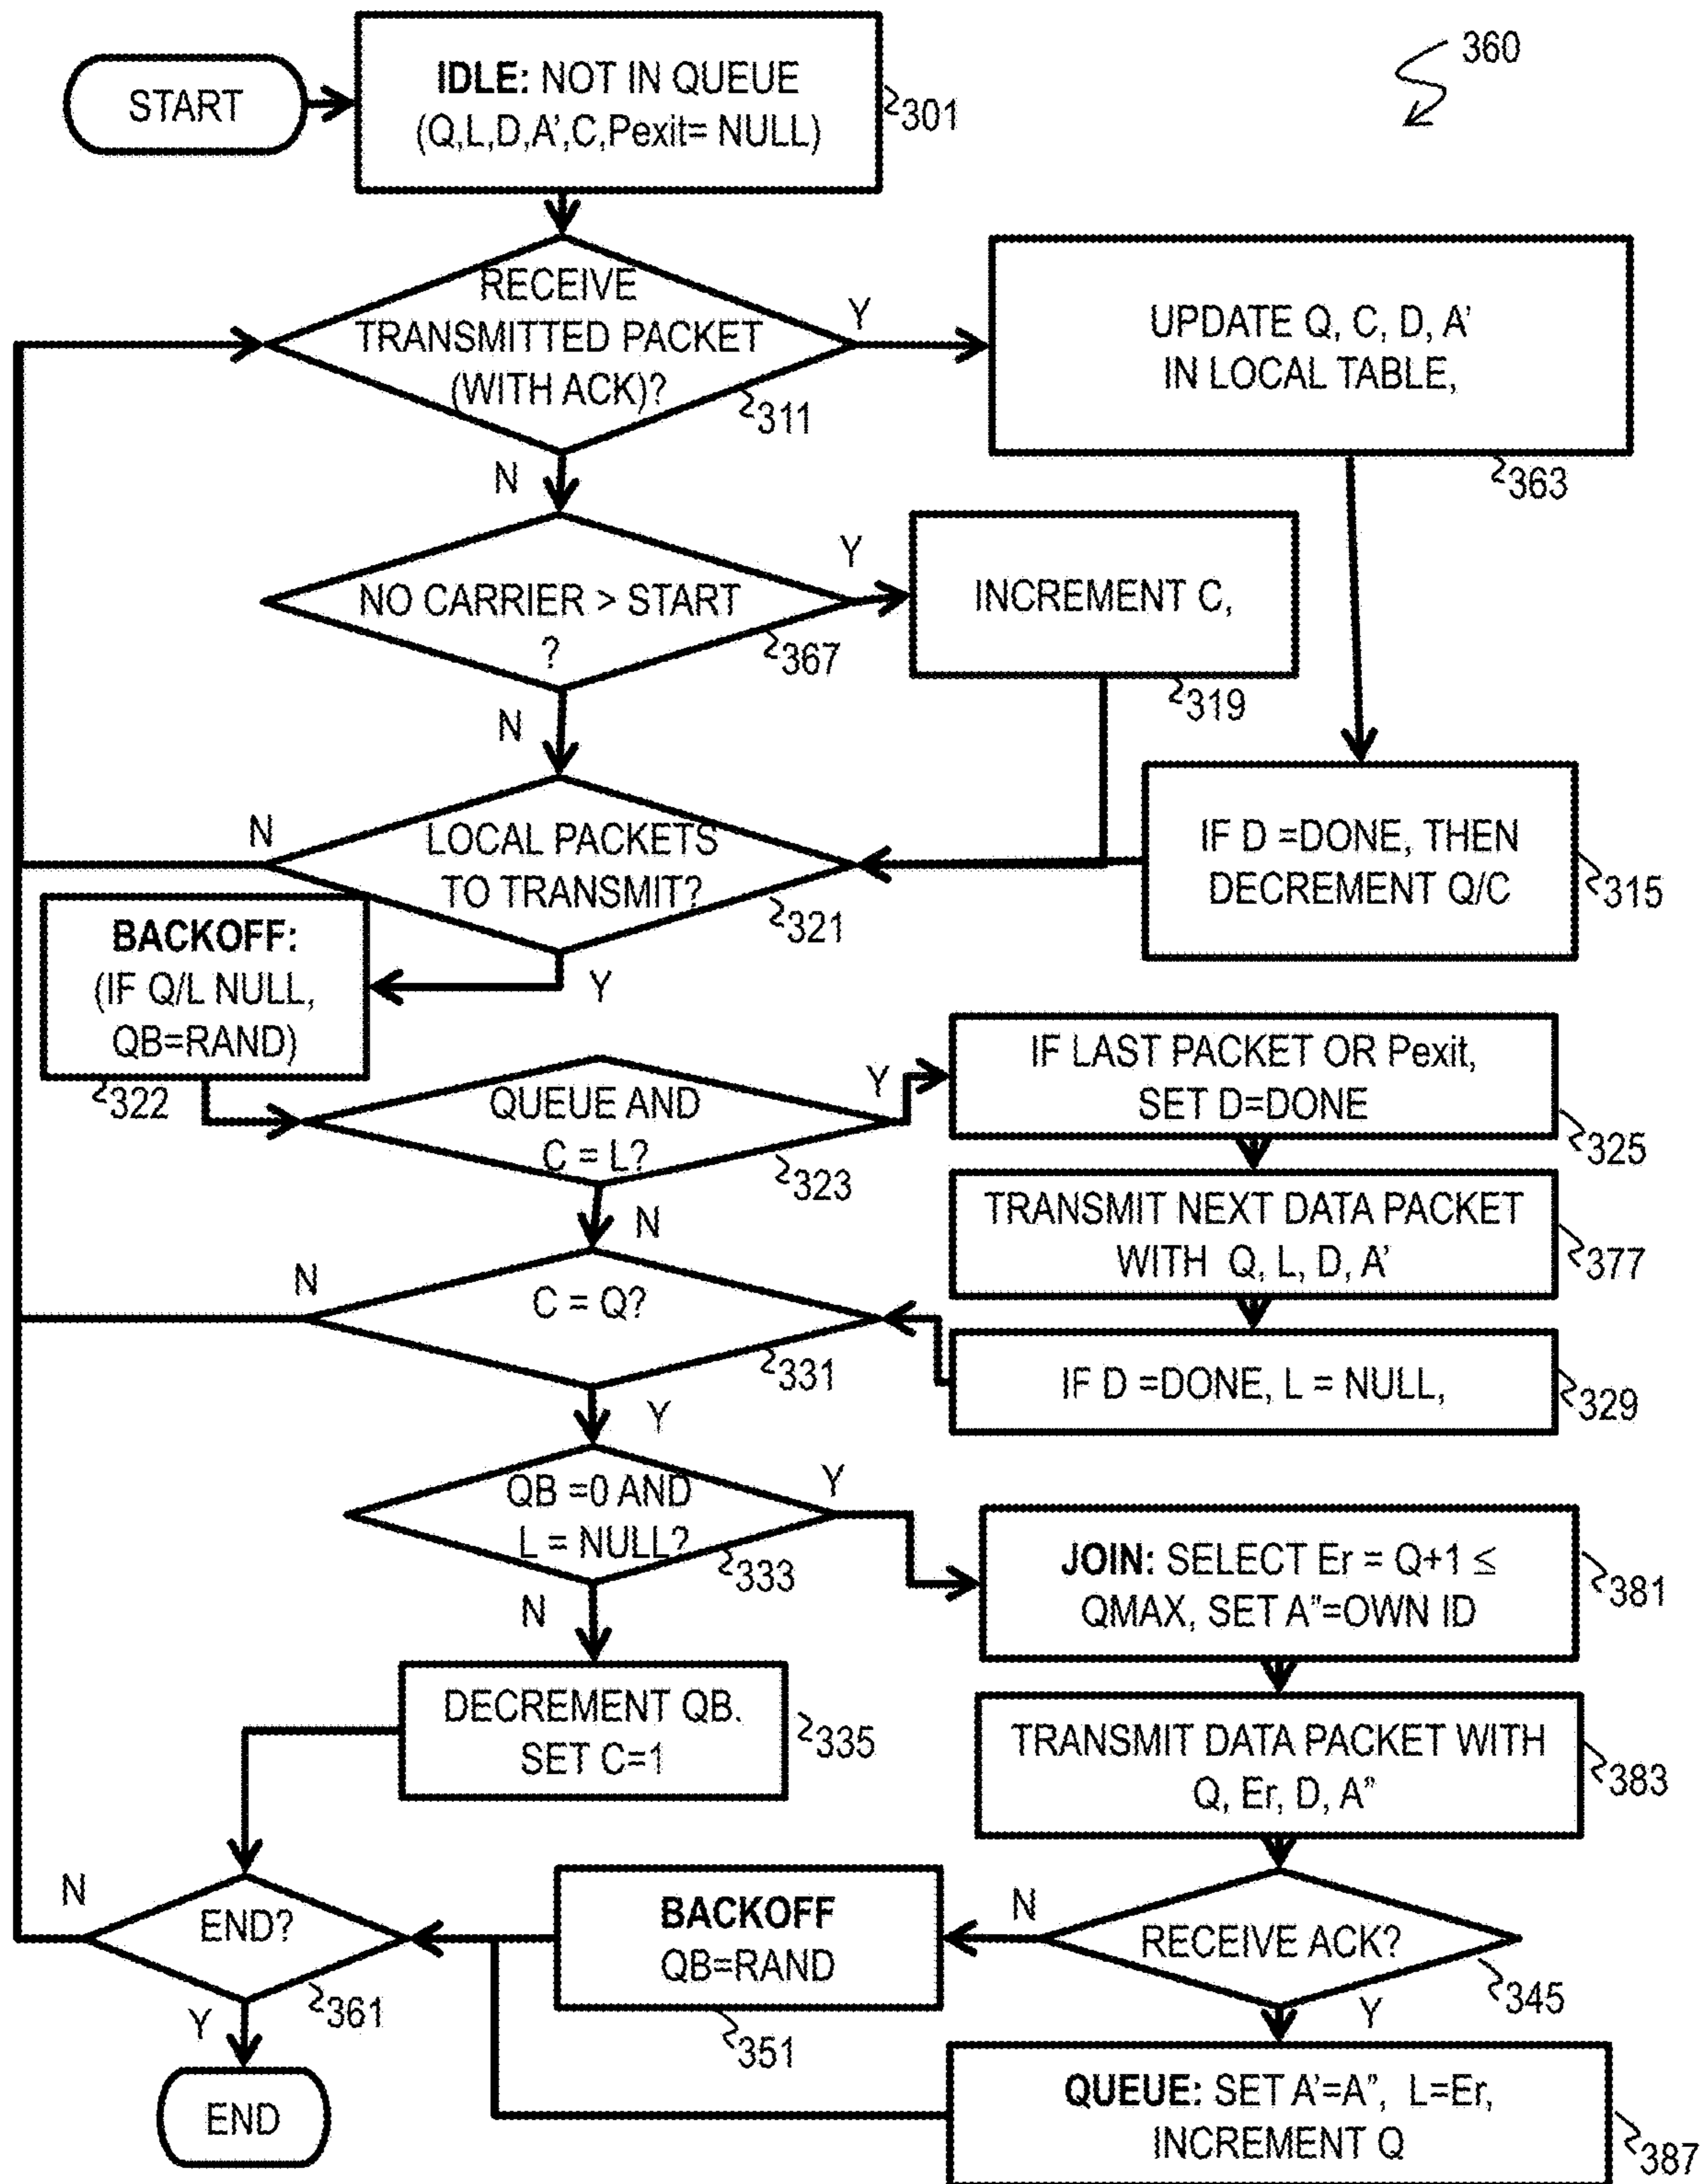 360
START
IDLE: NOT IN QUEUE
(Q,L,D,A',C,Pexit= NULL)
301
RECEIVE
TRANSMITTED PACKET
(WITH ACK)?
311
Y
N
UPDATE Q, C, D, A'
IN LOCAL TABLE,
363
NO CARRIER > START
?
367
Y
N
INCREMENT C,
319
IF D =DONE, THEN
DECREMENT Q/C
315
LOCAL PACKETS
TO TRANSMIT?
321
N
Y
BACKOFF:
(IF Q/L NULL,
QB=RAND)
322
QUEUE AND
C = L?
323
Y
N
IF LAST PACKET OR Pexit,
SET D=DONE
325
TRANSMIT NEXT DATA PACKET
WITH Q, L, D, A'
377
IF D =DONE, L = NULL,
329
C = Q?
331
N
Y
QB =0 AND
L = NULL?
333
Y
N
JOIN: SELECT Er = Q+1 ≤
QMAX, SET A"=OWN ID
381
DECREMENT QB.
SET C=1
335
TRANSMIT DATA PACKET WITH
Q, Er, D, A"
383
RECEIVE ACK?
345
N
Y
BACKOFF
QB=RAND
351
END?
361
N
Y
END
QUEUE: SET A'=A", L=Er,
INCREMENT Q
387